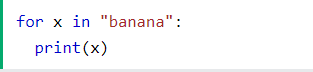 for x in "banana":
  print(x)